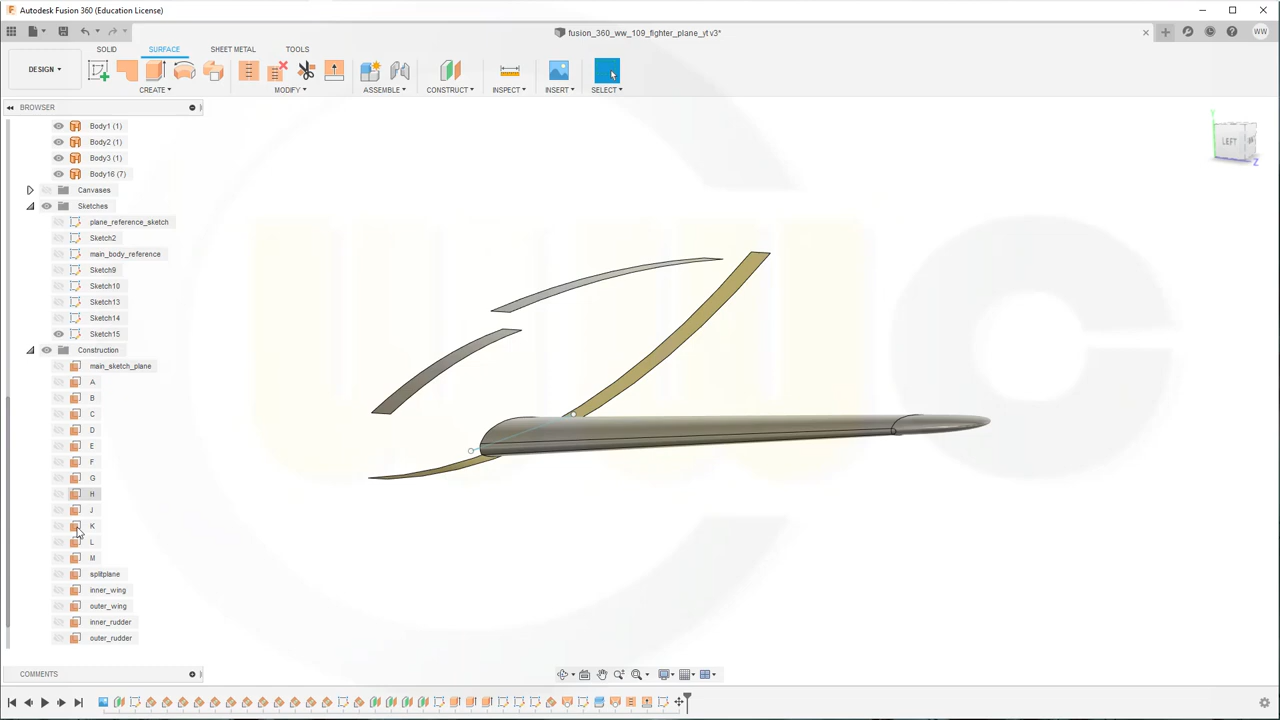 Autodesk Fusion 360 (Education License)
fusion_360_ww_109_fighter_plane_yt v3*
WW
DESIGN
SOLID
SURFACE
SHEET METAL
TOOLS
CREATE
MODIFY
ASSEMBLE
CONSTRUCT
INSPECT
INSERT
SELECT
BROWSER
Body1 (1)
Body2 (1)
Body3 (1)
Body16 (7)
Canvases
Sketches
plane_reference_sketch
Sketch2
main_body_reference
Sketch9
Sketch10
Sketch13
Sketch14
Sketch15
Construction
main_sketch_plane
A
B
C
D
E
F
G
H
J
K
L
M
splitplane
inner_wing
outer_wing
inner_rudder
outer_rudder
COMMENTS
Y
LEFT
Z